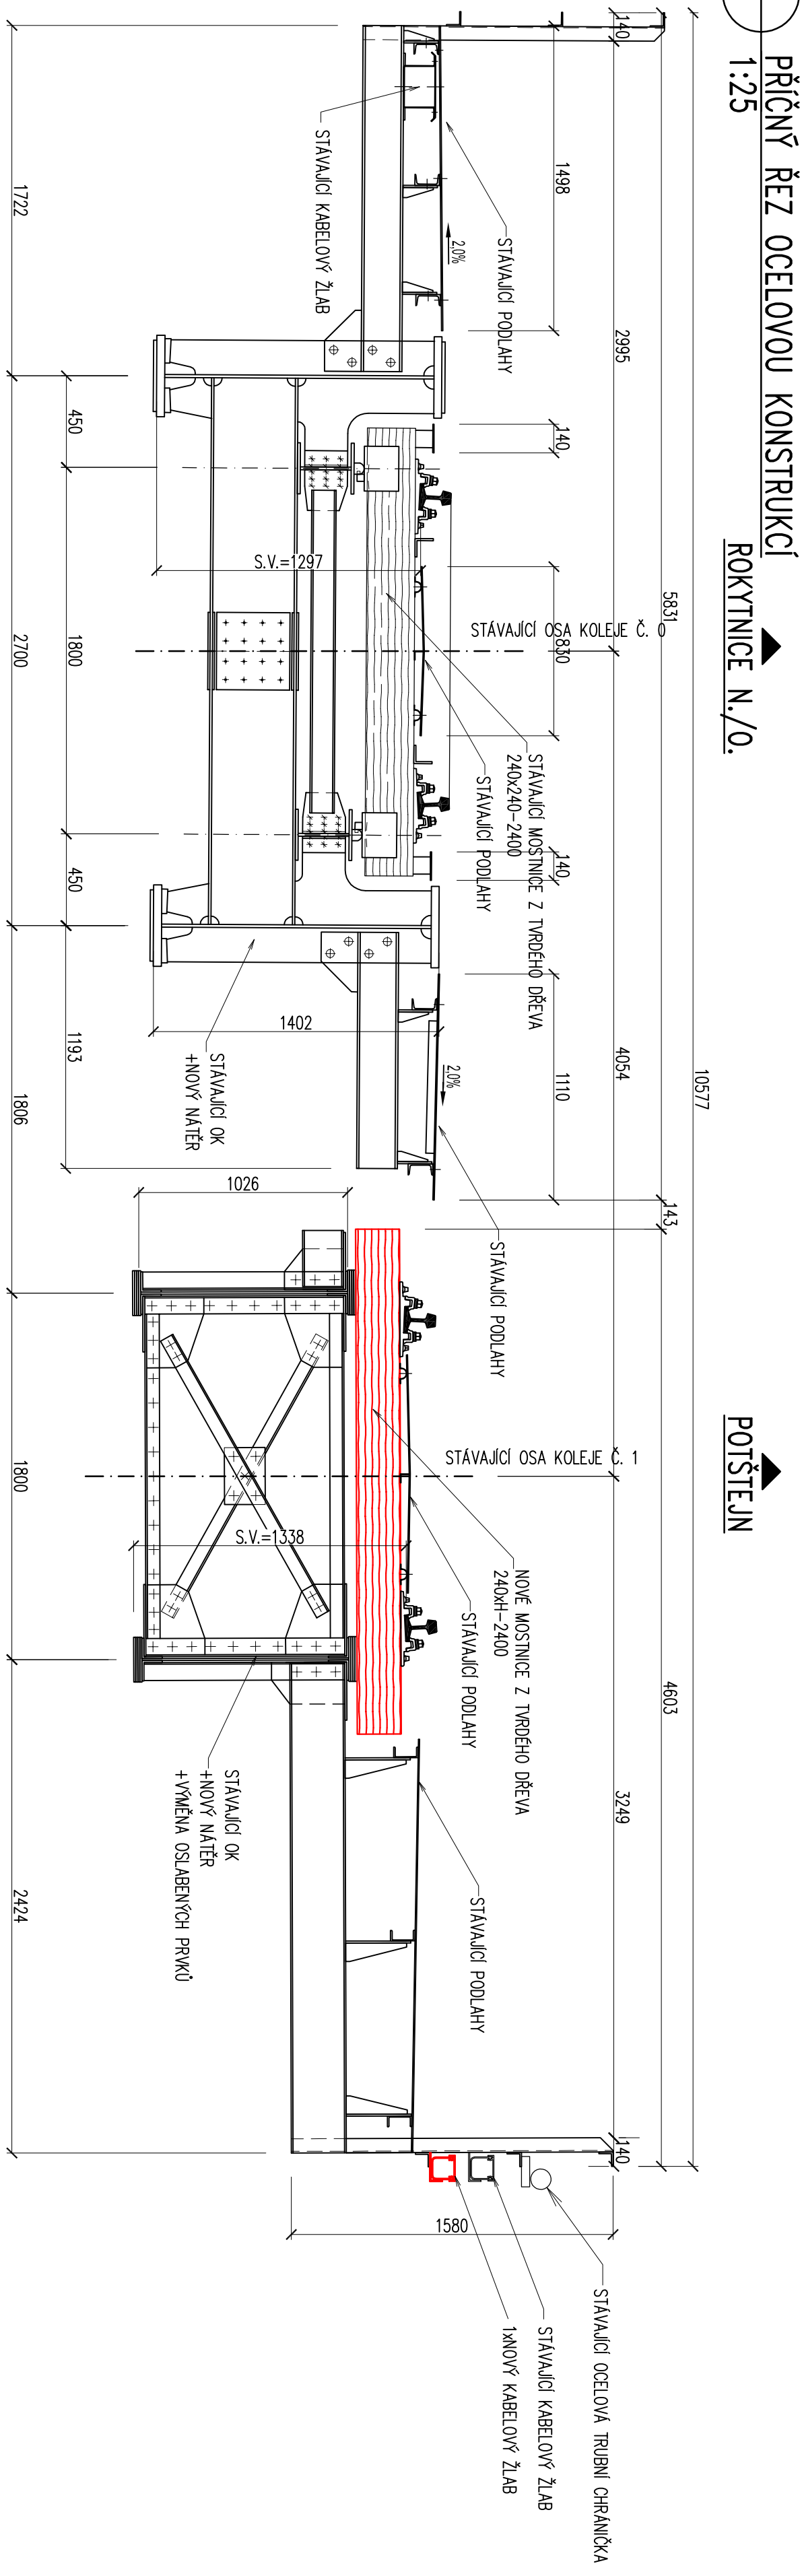 PŘÍČNÝ ŘEZ OCELOVOU KONSTRUKCÍ
1:25
ROKYTNICE N./O.
POTŠTEJN
10577
5831
143
4603
140
2995
4054
3249
140
1498
140
830
140
1110
2,0%
2,0%
STÁVAJÍCÍ PODLAHY
STÁVAJÍCÍ KABELOVÝ ŽLAB
STÁVAJÍCÍ OSA KOLEJE Č. 0
S.V.=1297
STÁVAJÍCÍ MOSTNICE Z TVRDÉHO DŘEVA
240x240-2400
STÁVAJÍCÍ PODLAHY
1402
STÁVAJÍCÍ OK
+NOVÝ NÁTĚR
STÁVAJÍCÍ PODLAHY
1026
STÁVAJÍCÍ OSA KOLEJE Č. 1
S.V.=1338
NOVÉ MOSTNICE Z TVRDÉHO DŘEVA
240xH-2400
STÁVAJÍCÍ PODLAHY
STÁVAJÍCÍ OK
+NOVÝ NÁTĚR
+VÝMĚNA OSLABENÝCH PRVKŮ
STÁVAJÍCÍ PODLAHY
1580
STÁVAJÍCÍ OCELOVÁ TRUBNÍ CHRÁNIČKA
STÁVAJÍCÍ KABELOVÝ ŽLAB
1xNOVÝ KABELOVÝ ŽLAB
450
1800
450
1193
1722
2700
1806
1800
2424